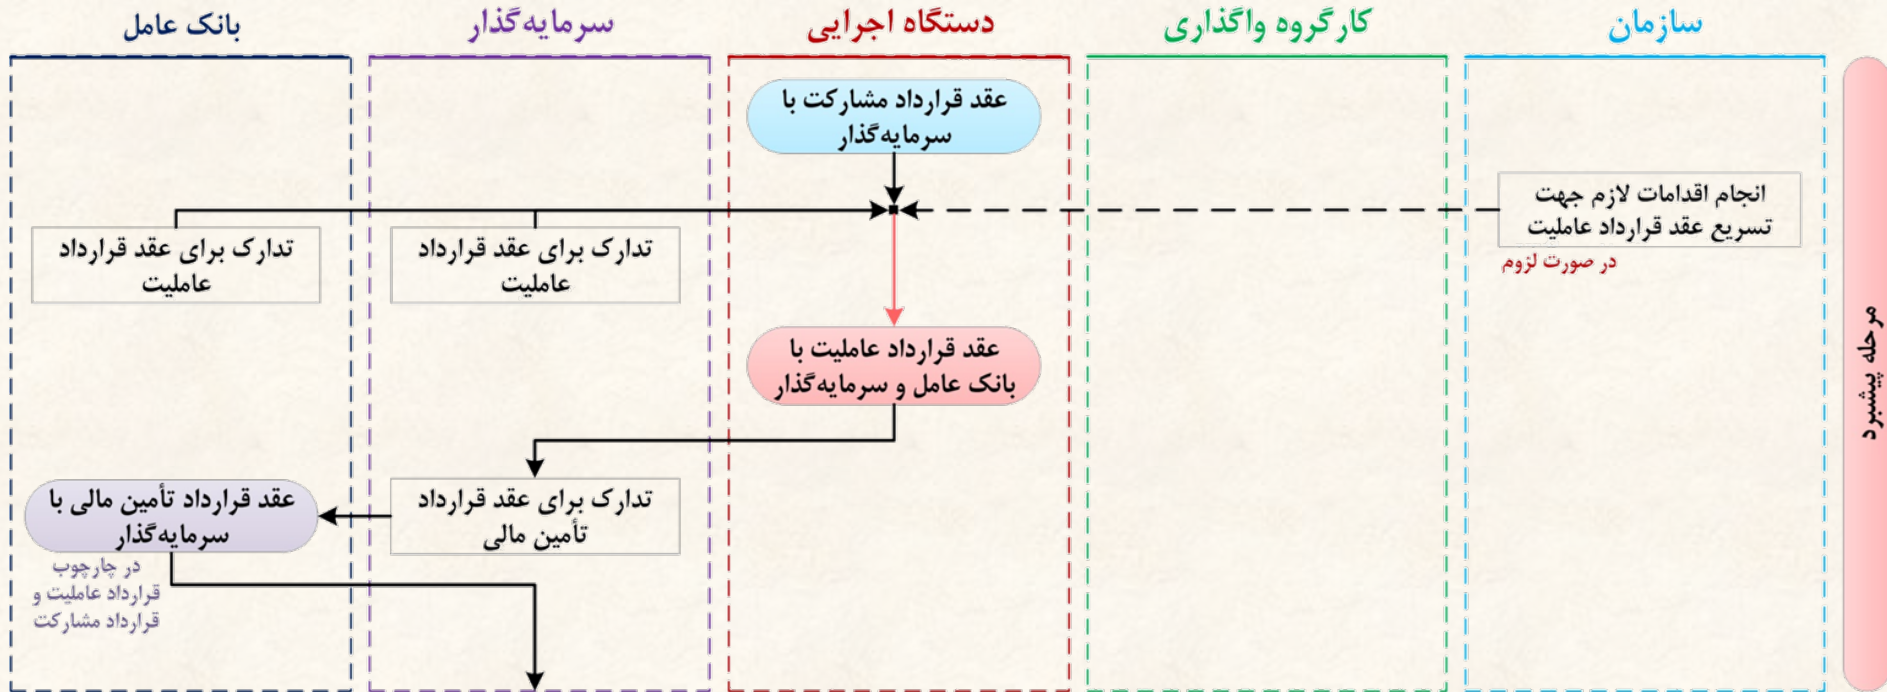 سازمان
کارگروه واگذاری
دستگاه اجرایی
سرمایه‌گذار
بانک عامل
مرحله پیشبرد
عقد قرارداد مشارکت با
سرمایه‌گذار
انجام اقدامات لازم جهت
تسریع عقد قرارداد عاملیت
در صورت لزوم
تدارک برای عقد قرارداد
عاملیت
تدارک برای عقد قرارداد
عاملیت
عقد قرارداد عاملیت با
بانک عامل و سرمایه‌گذار
تدارک برای عقد قرارداد
تأمین مالی
عقد قرارداد تأمین مالی با
سرمایه‌گذار
در چارچوب
قرارداد عاملیت و
قرارداد مشارکت